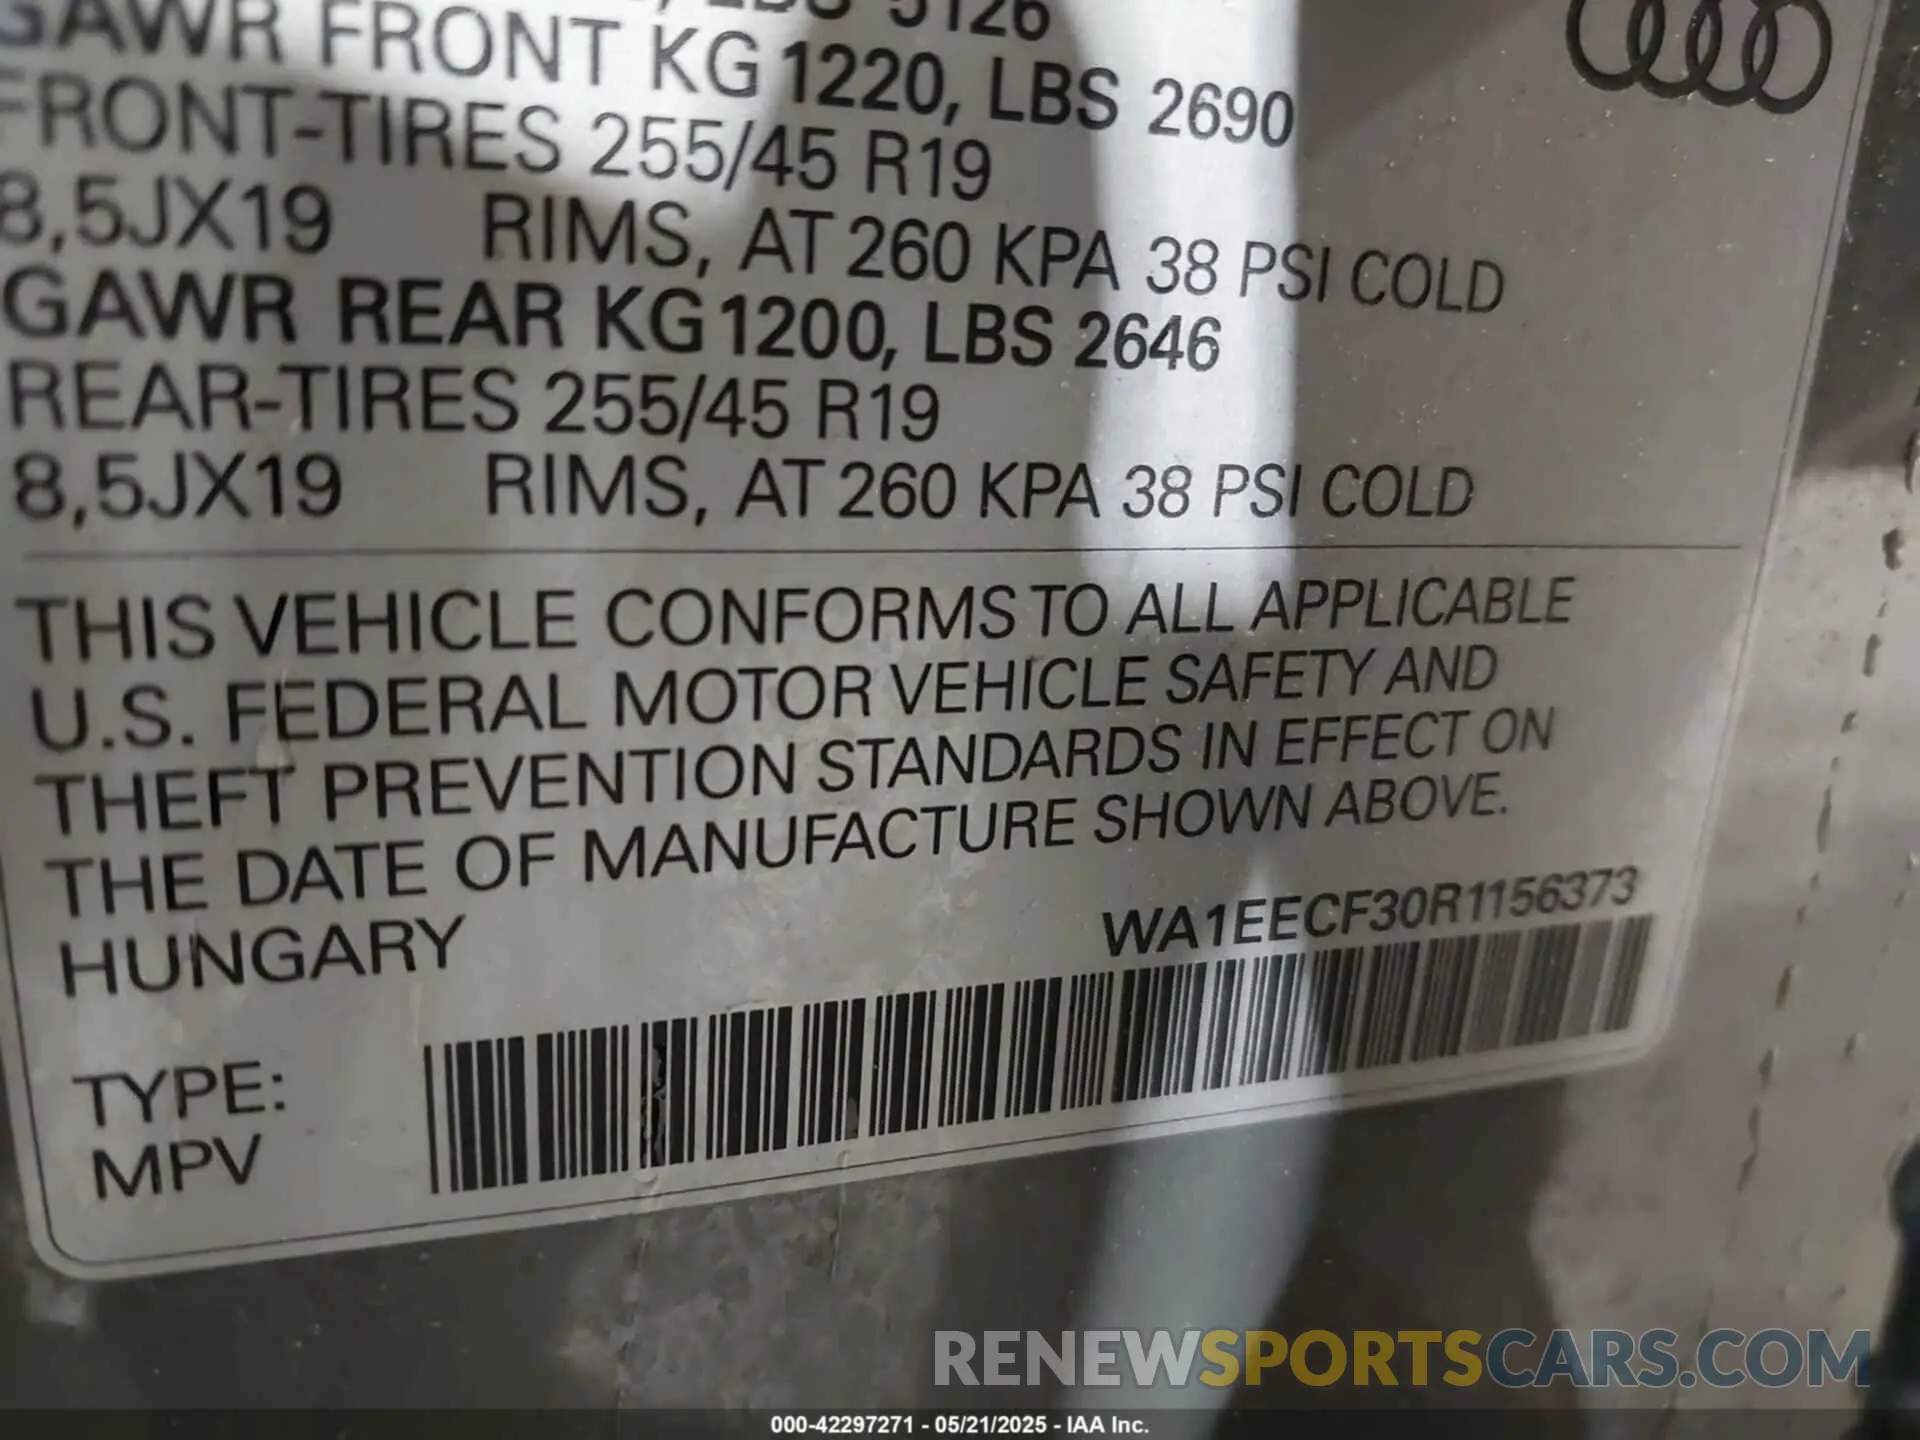 LBS 5126
GAWR FRONT KG 1220, LBS 2690
FRONT-TIRES 255/45 R19
8,5JX19 RIMS, AT 260 KPA 38 PSI COLD
GAWR REAR KG 1200, LBS 2646
REAR-TIRES 255/45 R19
8,5JX19 RIMS, AT 260 KPA 38 PSI COLD
THIS VEHICLE CONFORMS TO ALL APPLICABLE
U.S. FEDERAL MOTOR VEHICLE SAFETY AND
THEFT PREVENTION STANDARDS IN EFFECT ON
THE DATE OF MANUFACTURE SHOWN ABOVE.
HUNGARY WA1EECF30R1156373
TYPE:
MPV
RENEWSPORTSCARS.COM
000-42297271 - 05/21/2025 - IAA Inc.